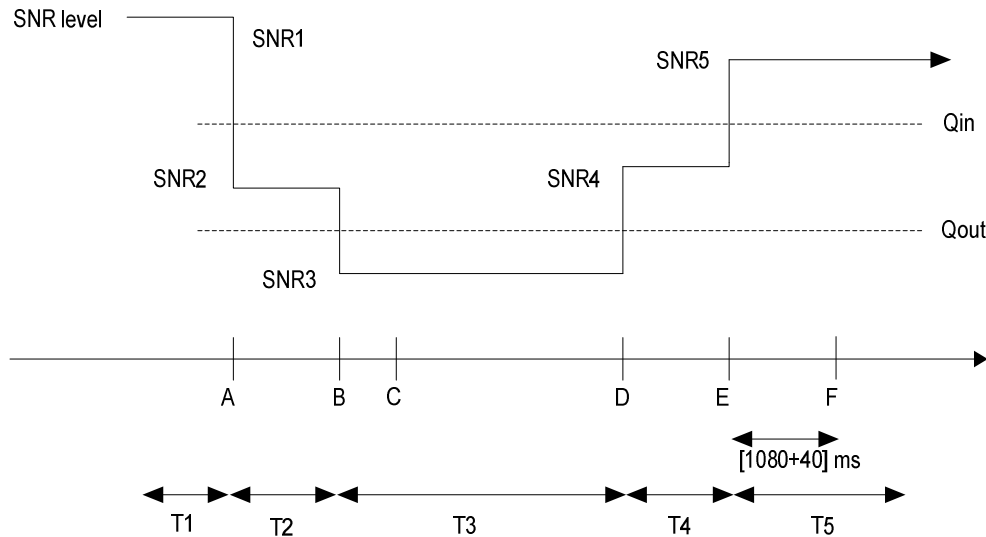 SNR level
SNR1
SNR5
Qin
SNR2
SNR4
Qout
SNR3
A
B
C
D
E
F
[1080+40] ms
T1
T2
T3
T4
T5